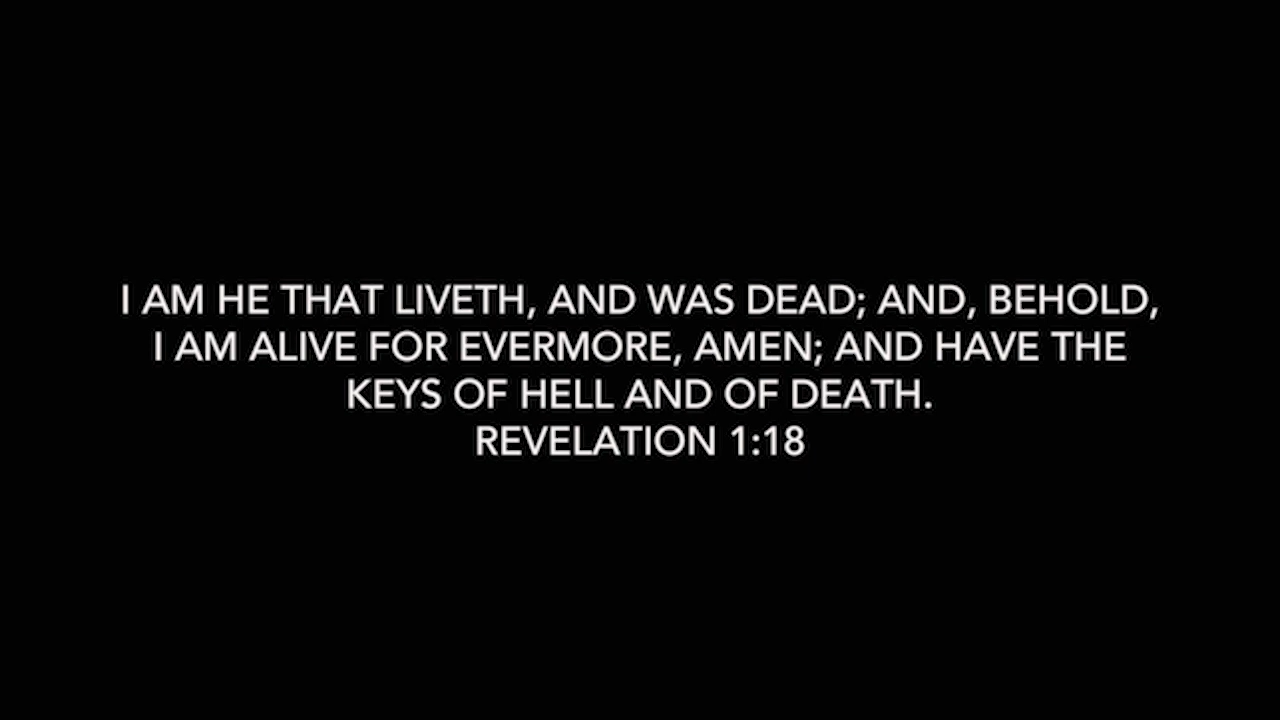 I AM HE THAT LIVETH, AND WAS DEAD; AND, BEHOLD,
I AM ALIVE FOR EVERMORE, AMEN; AND HAVE THE
KEYS OF HELL AND OF DEATH.
REVELATION 1:18